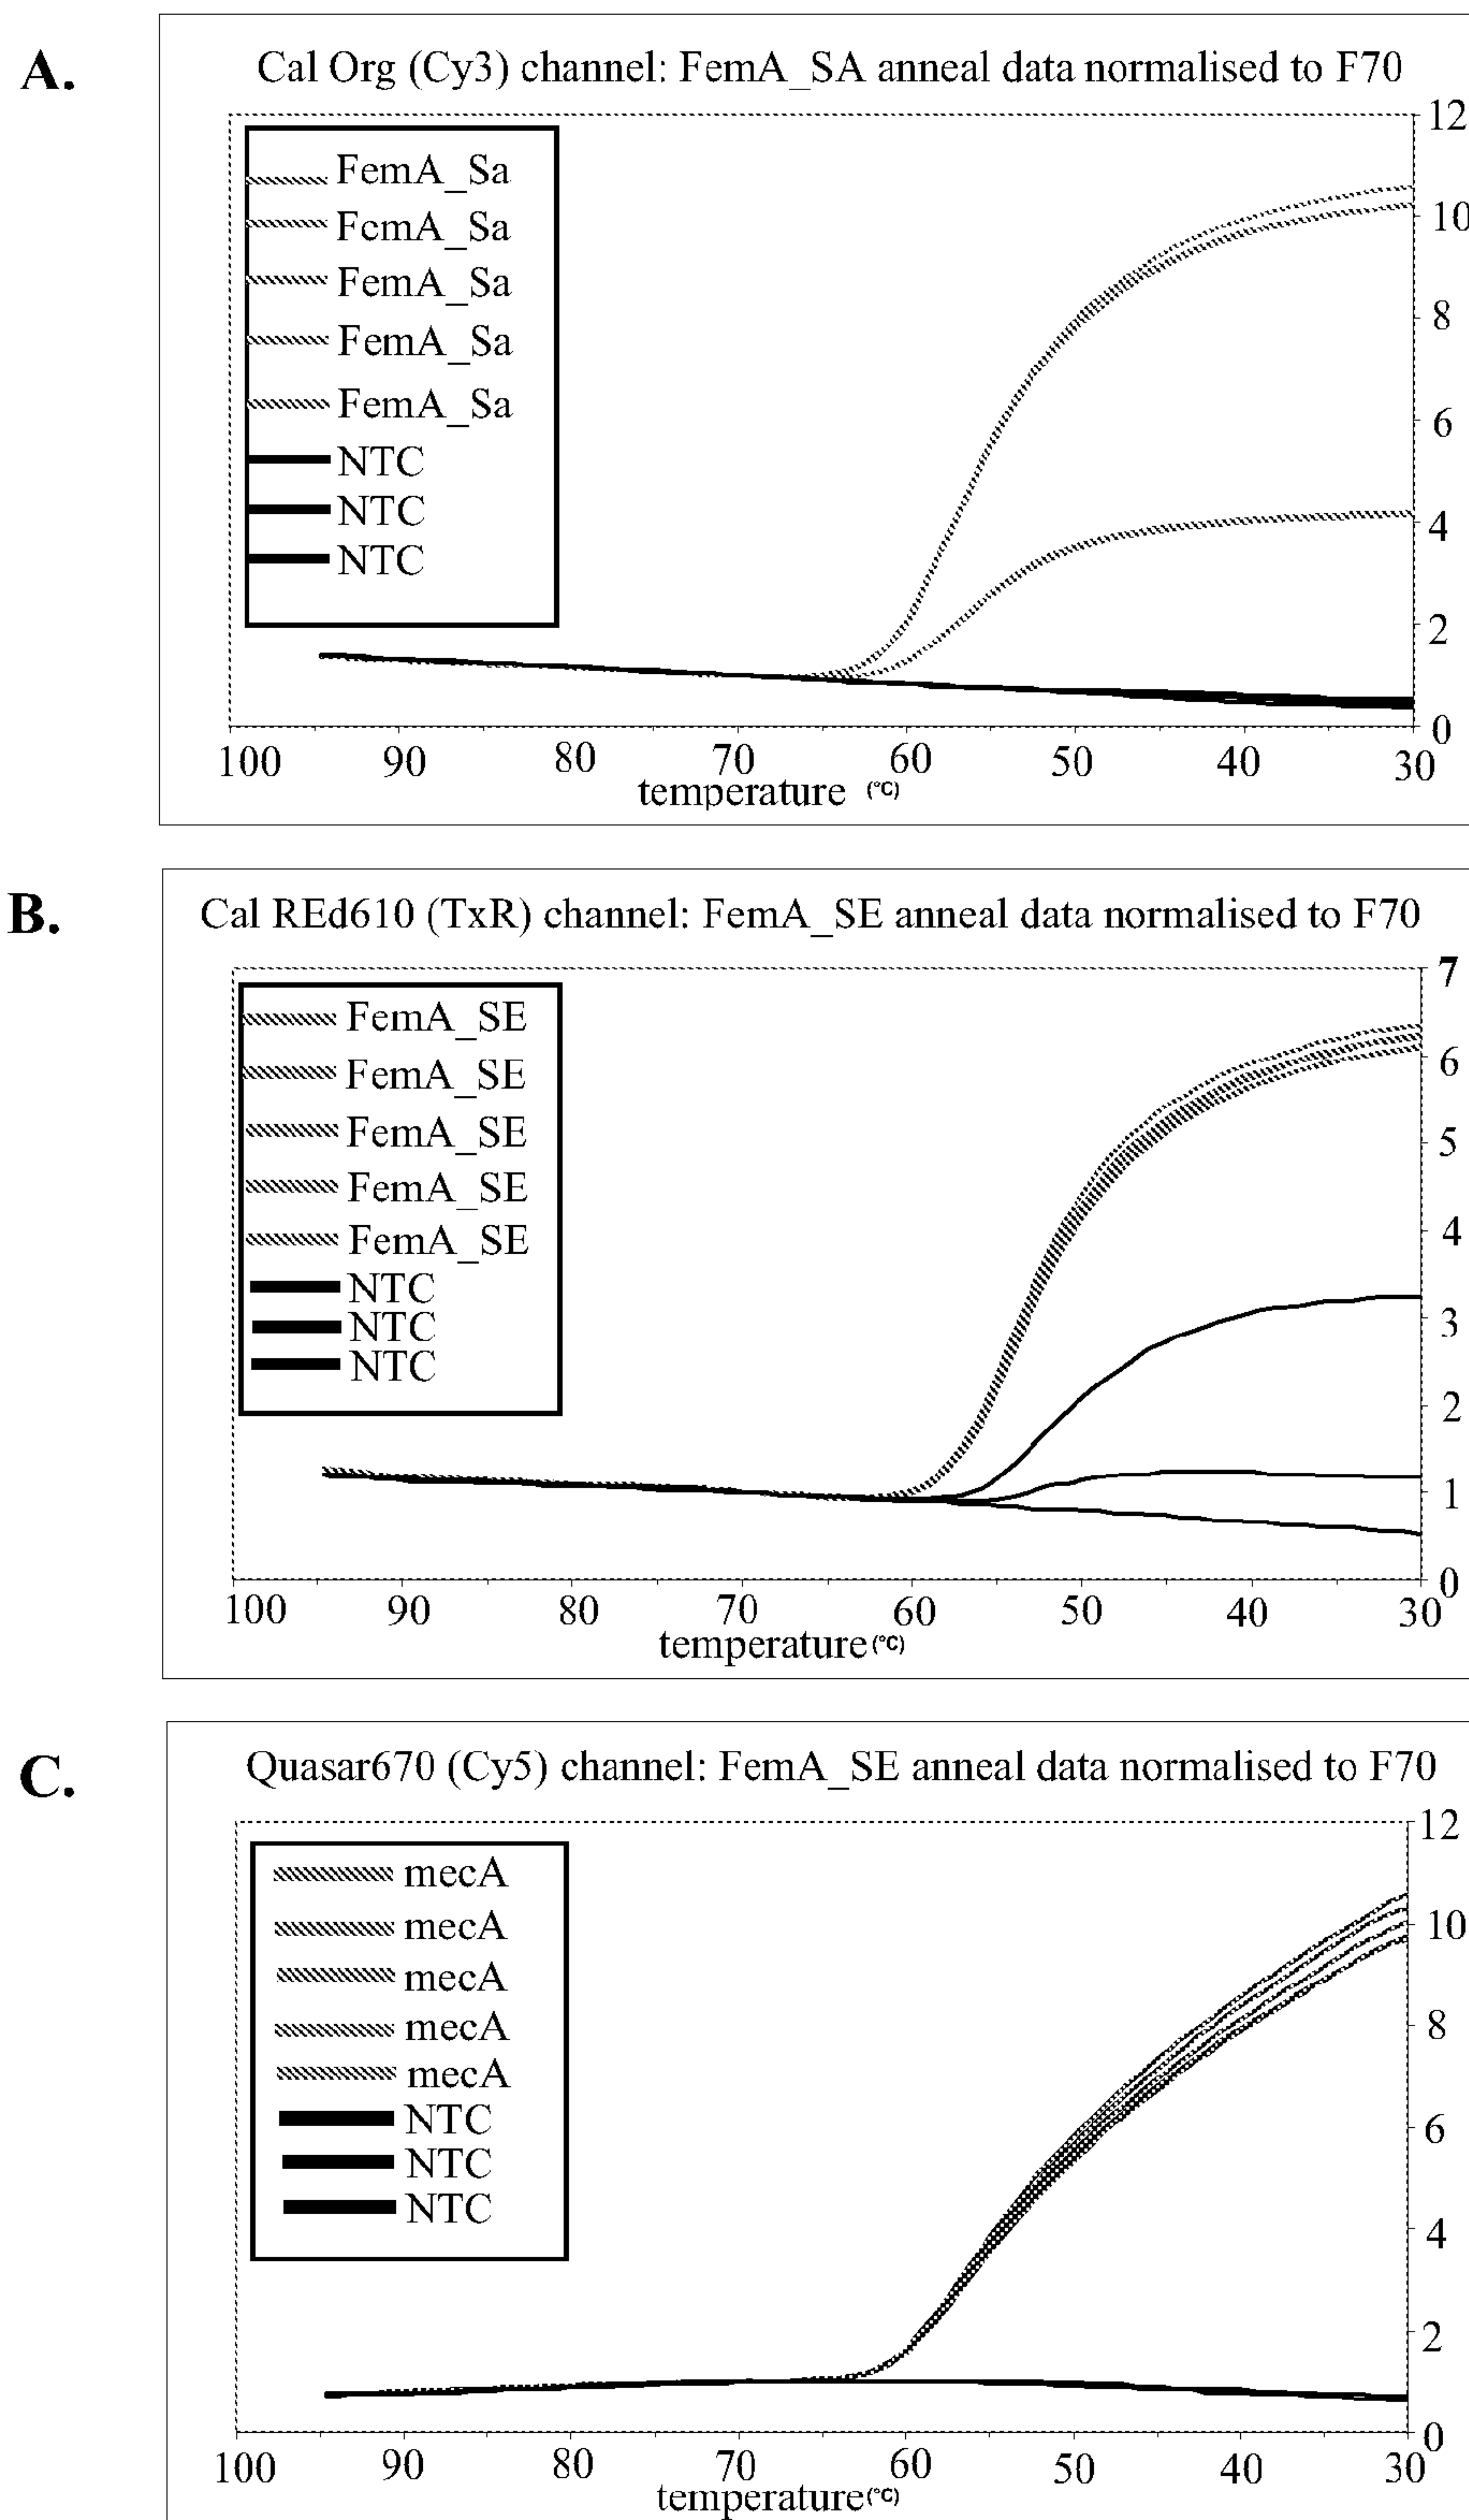 A.
Cal Org (Cy3) channel: FemA_SA anneal data normalised to F70
FemA_Sa
FcmA_Sa
FemA_Sa
FemA_Sa
FemA_Sa
NTC
NTC
NTC
12
10
8
6
4
2
0
100 90 80 70 60 50 40 30
temperature (°C)
B.
Cal REd610 (TxR) channel: FemA_SE anneal data normalised to F70
FemA_SE
FemA_SE
FemA_SE
FemA_SE
FemA_SE
NTC
NTC
NTC
7
6
5
4
3
2
1
0
100 90 80 70 60 50 40 30
temperature(°C)
C.
Quasar670 (Cy5) channel: FemA_SE anneal data normalised to F70
mecA
mecA
mecA
mecA
mecA
NTC
NTC
NTC
12
10
8
6
4
2
0
100 90 80 70 60 50 40 30
temperature(°C)